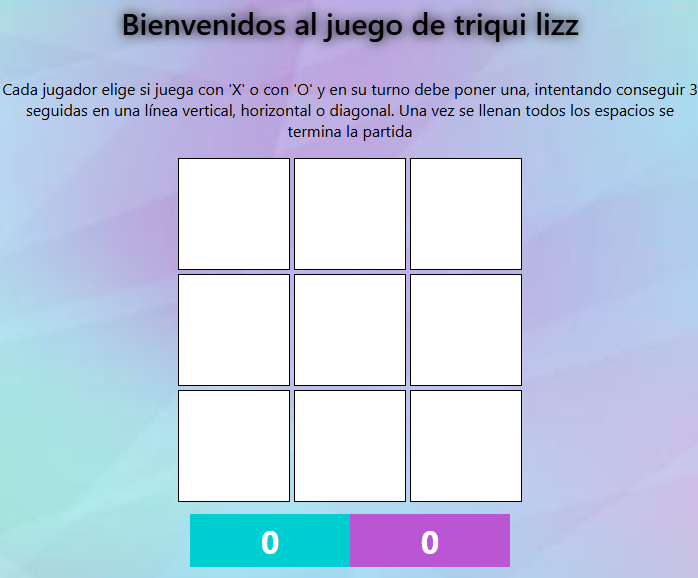 Bienvenidos al juego de triqui lizz
Cada jugador elige si juega con 'X' o con 'O' y en su turno debe poner una, intentando conseguir 3
seguidas en una línea vertical, horizontal o diagonal. Una vez se llenan todos los espacios se
termina la partida
0 0